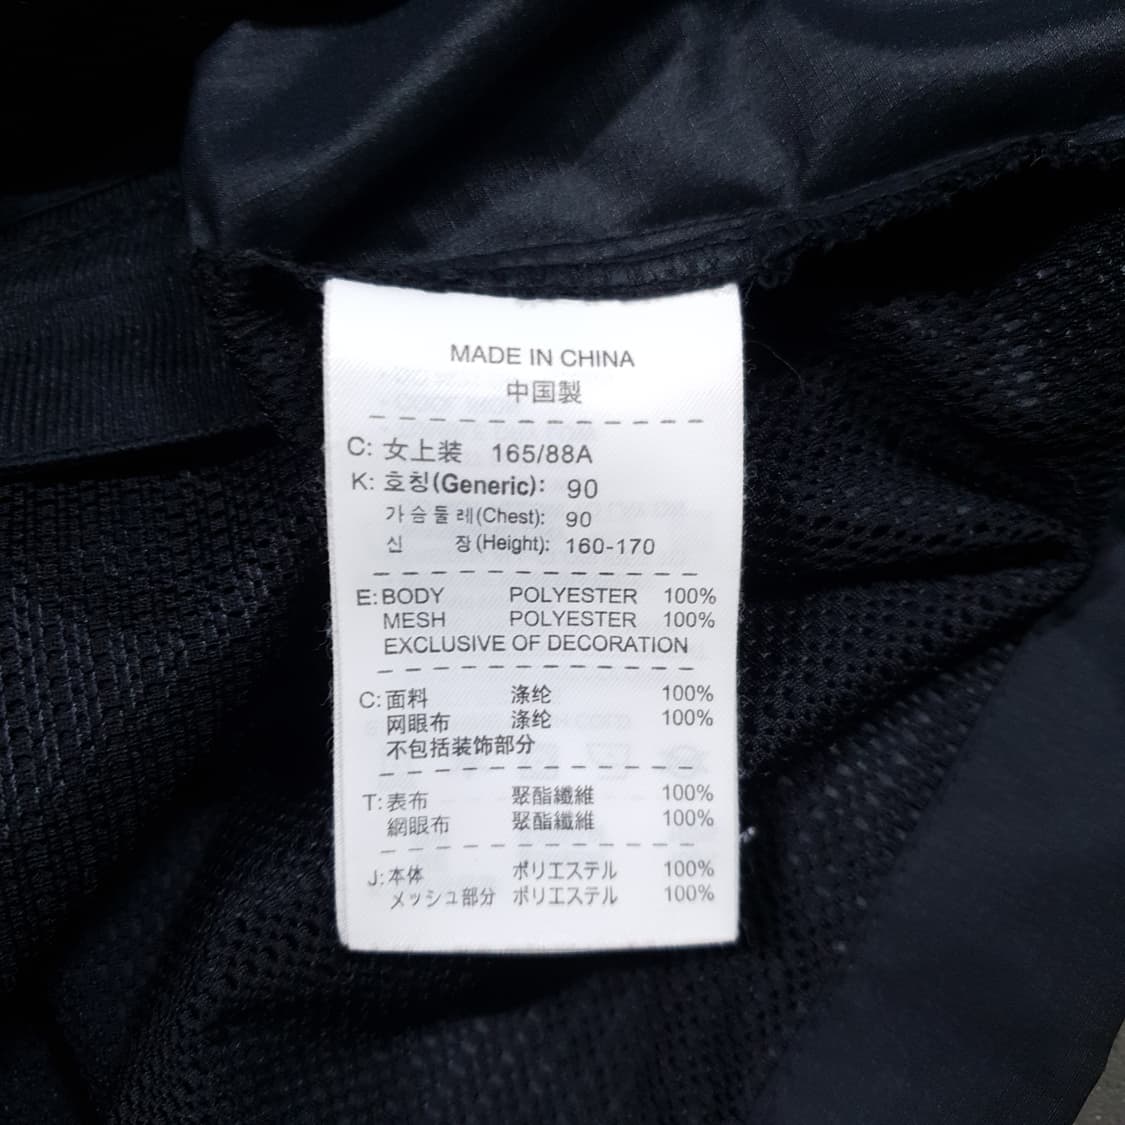 MADE IN CHINA
中国製
C: 女上装 165/88A
K: 호칭(Generic): 90
가슴둘레(Chest): 90
신 장(Height): 160-170
E: BODY POLYESTER 100%
MESH POLYESTER 100%
EXCLUSIVE OF DECORATION
C: 面料 涤纶 100%
网眼布 涤纶 100%
不包括装饰部分
T: 表布 聚酯纖維 100%
網眼布 聚酯纖維 100%
J: 本体 ポリエステル 100%
メッシュ部分 ポリエステル 100%